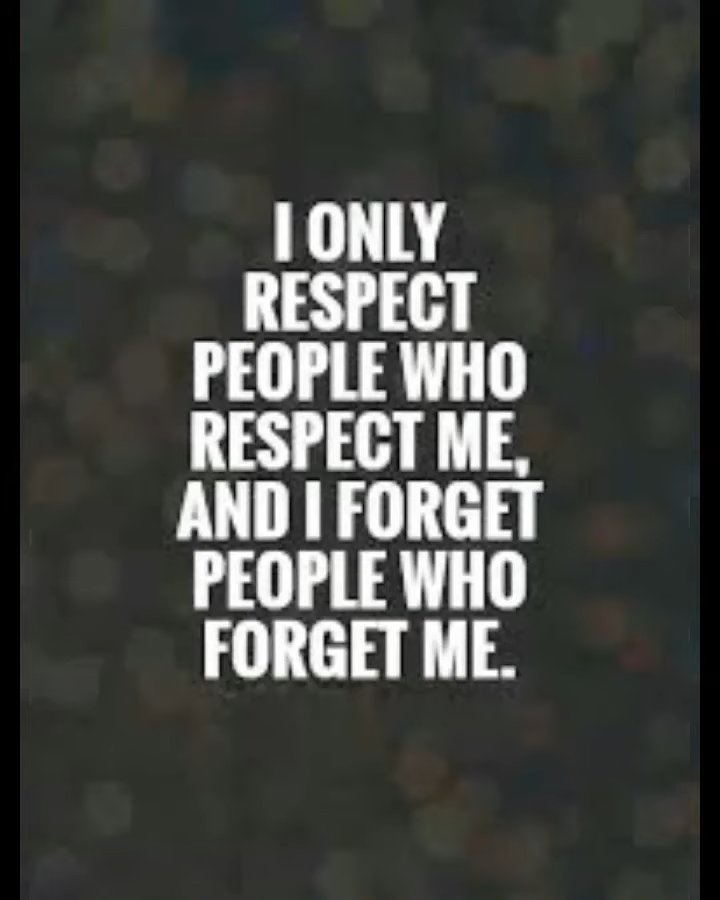 I ONLY
RESPECT
PEOPLE WHO
RESPECT ME,
AND I FORGET
PEOPLE WHO
FORGET ME.